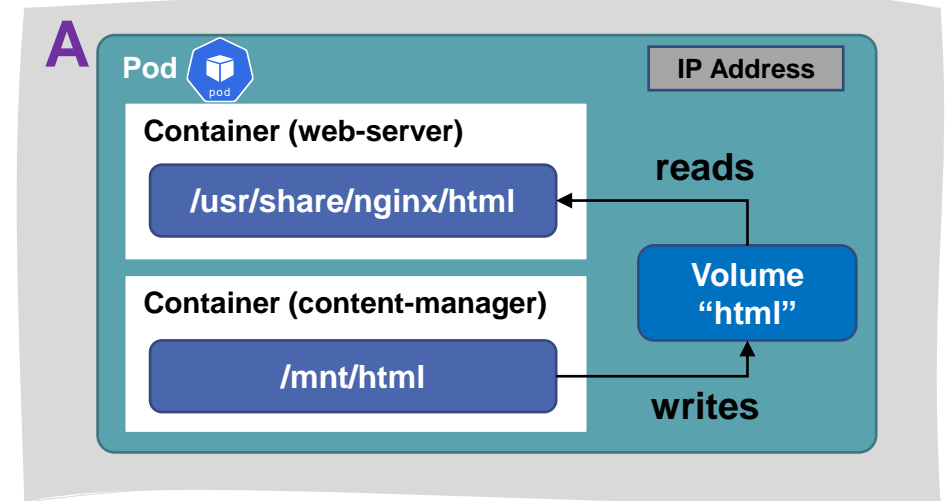 A
Pod
pod
IP Address
Container (web-server)
/usr/share/nginx/html
reads
Volume
“html”
Container (content-manager)
/mnt/html
writes